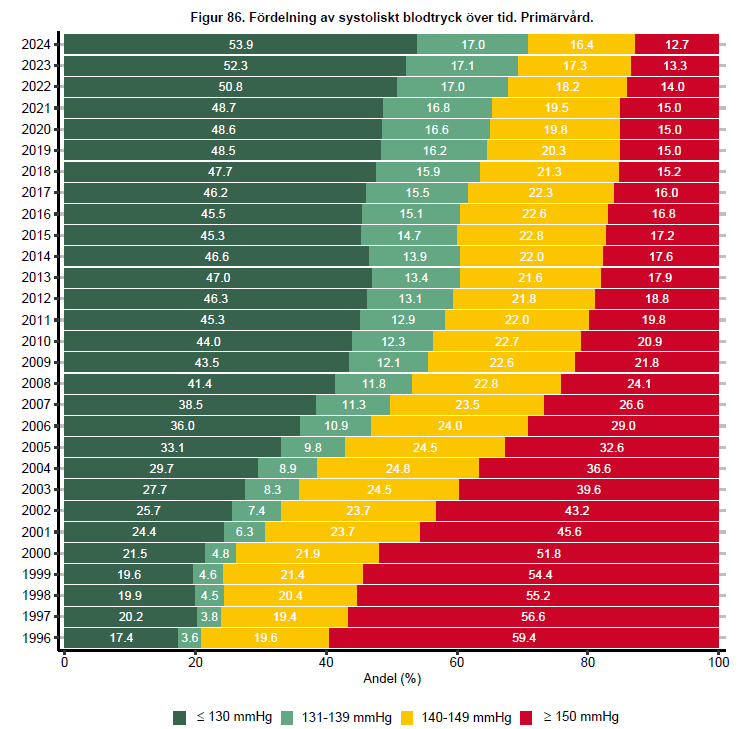 Figur 86. Fördelning av systoliskt blodtryck över tid. Primärvård.
2024 53.9 17.0 16.4 12.7
2023 52.3 17.1 17.3 13.3
2022 50.8 17.0 18.2 14.0
2021 48.7 16.8 19.5 15.0
2020 48.6 16.6 19.8 15.0
2019 48.5 16.2 20.3 15.0
2018 47.7 15.9 21.3 15.2
2017 46.2 15.5 22.3 16.0
2016 45.5 15.1 22.6 16.8
2015 45.3 14.7 22.8 17.2
2014 46.6 13.9 22.0 17.6
2013 47.0 13.4 21.6 17.9
2012 46.3 13.1 21.8 18.8
2011 45.3 12.9 22.0 19.8
2010 44.0 12.3 22.7 20.9
2009 43.5 12.1 22.6 21.8
2008 41.4 11.8 22.8 24.1
2007 38.5 11.3 23.5 26.6
2006 36.0 10.9 24.0 29.0
2005 33.1 9.8 24.5 32.6
2004 29.7 8.9 24.8 36.6
2003 27.7 8.3 24.5 39.6
2002 25.7 7.4 23.7 43.2
2001 24.4 6.3 23.7 45.6
2000 21.5 4.8 21.9 51.8
1999 19.6 4.6 21.4 54.4
1998 19.9 4.5 20.4 55.2
1997 20.2 3.8 19.4 56.6
1996 17.4 3.6 19.6 59.4
0 20 40 60 80 100
Andel (%)
≤ 130 mmHg 131-139 mmHg 140-149 mmHg ≥ 150 mmHg